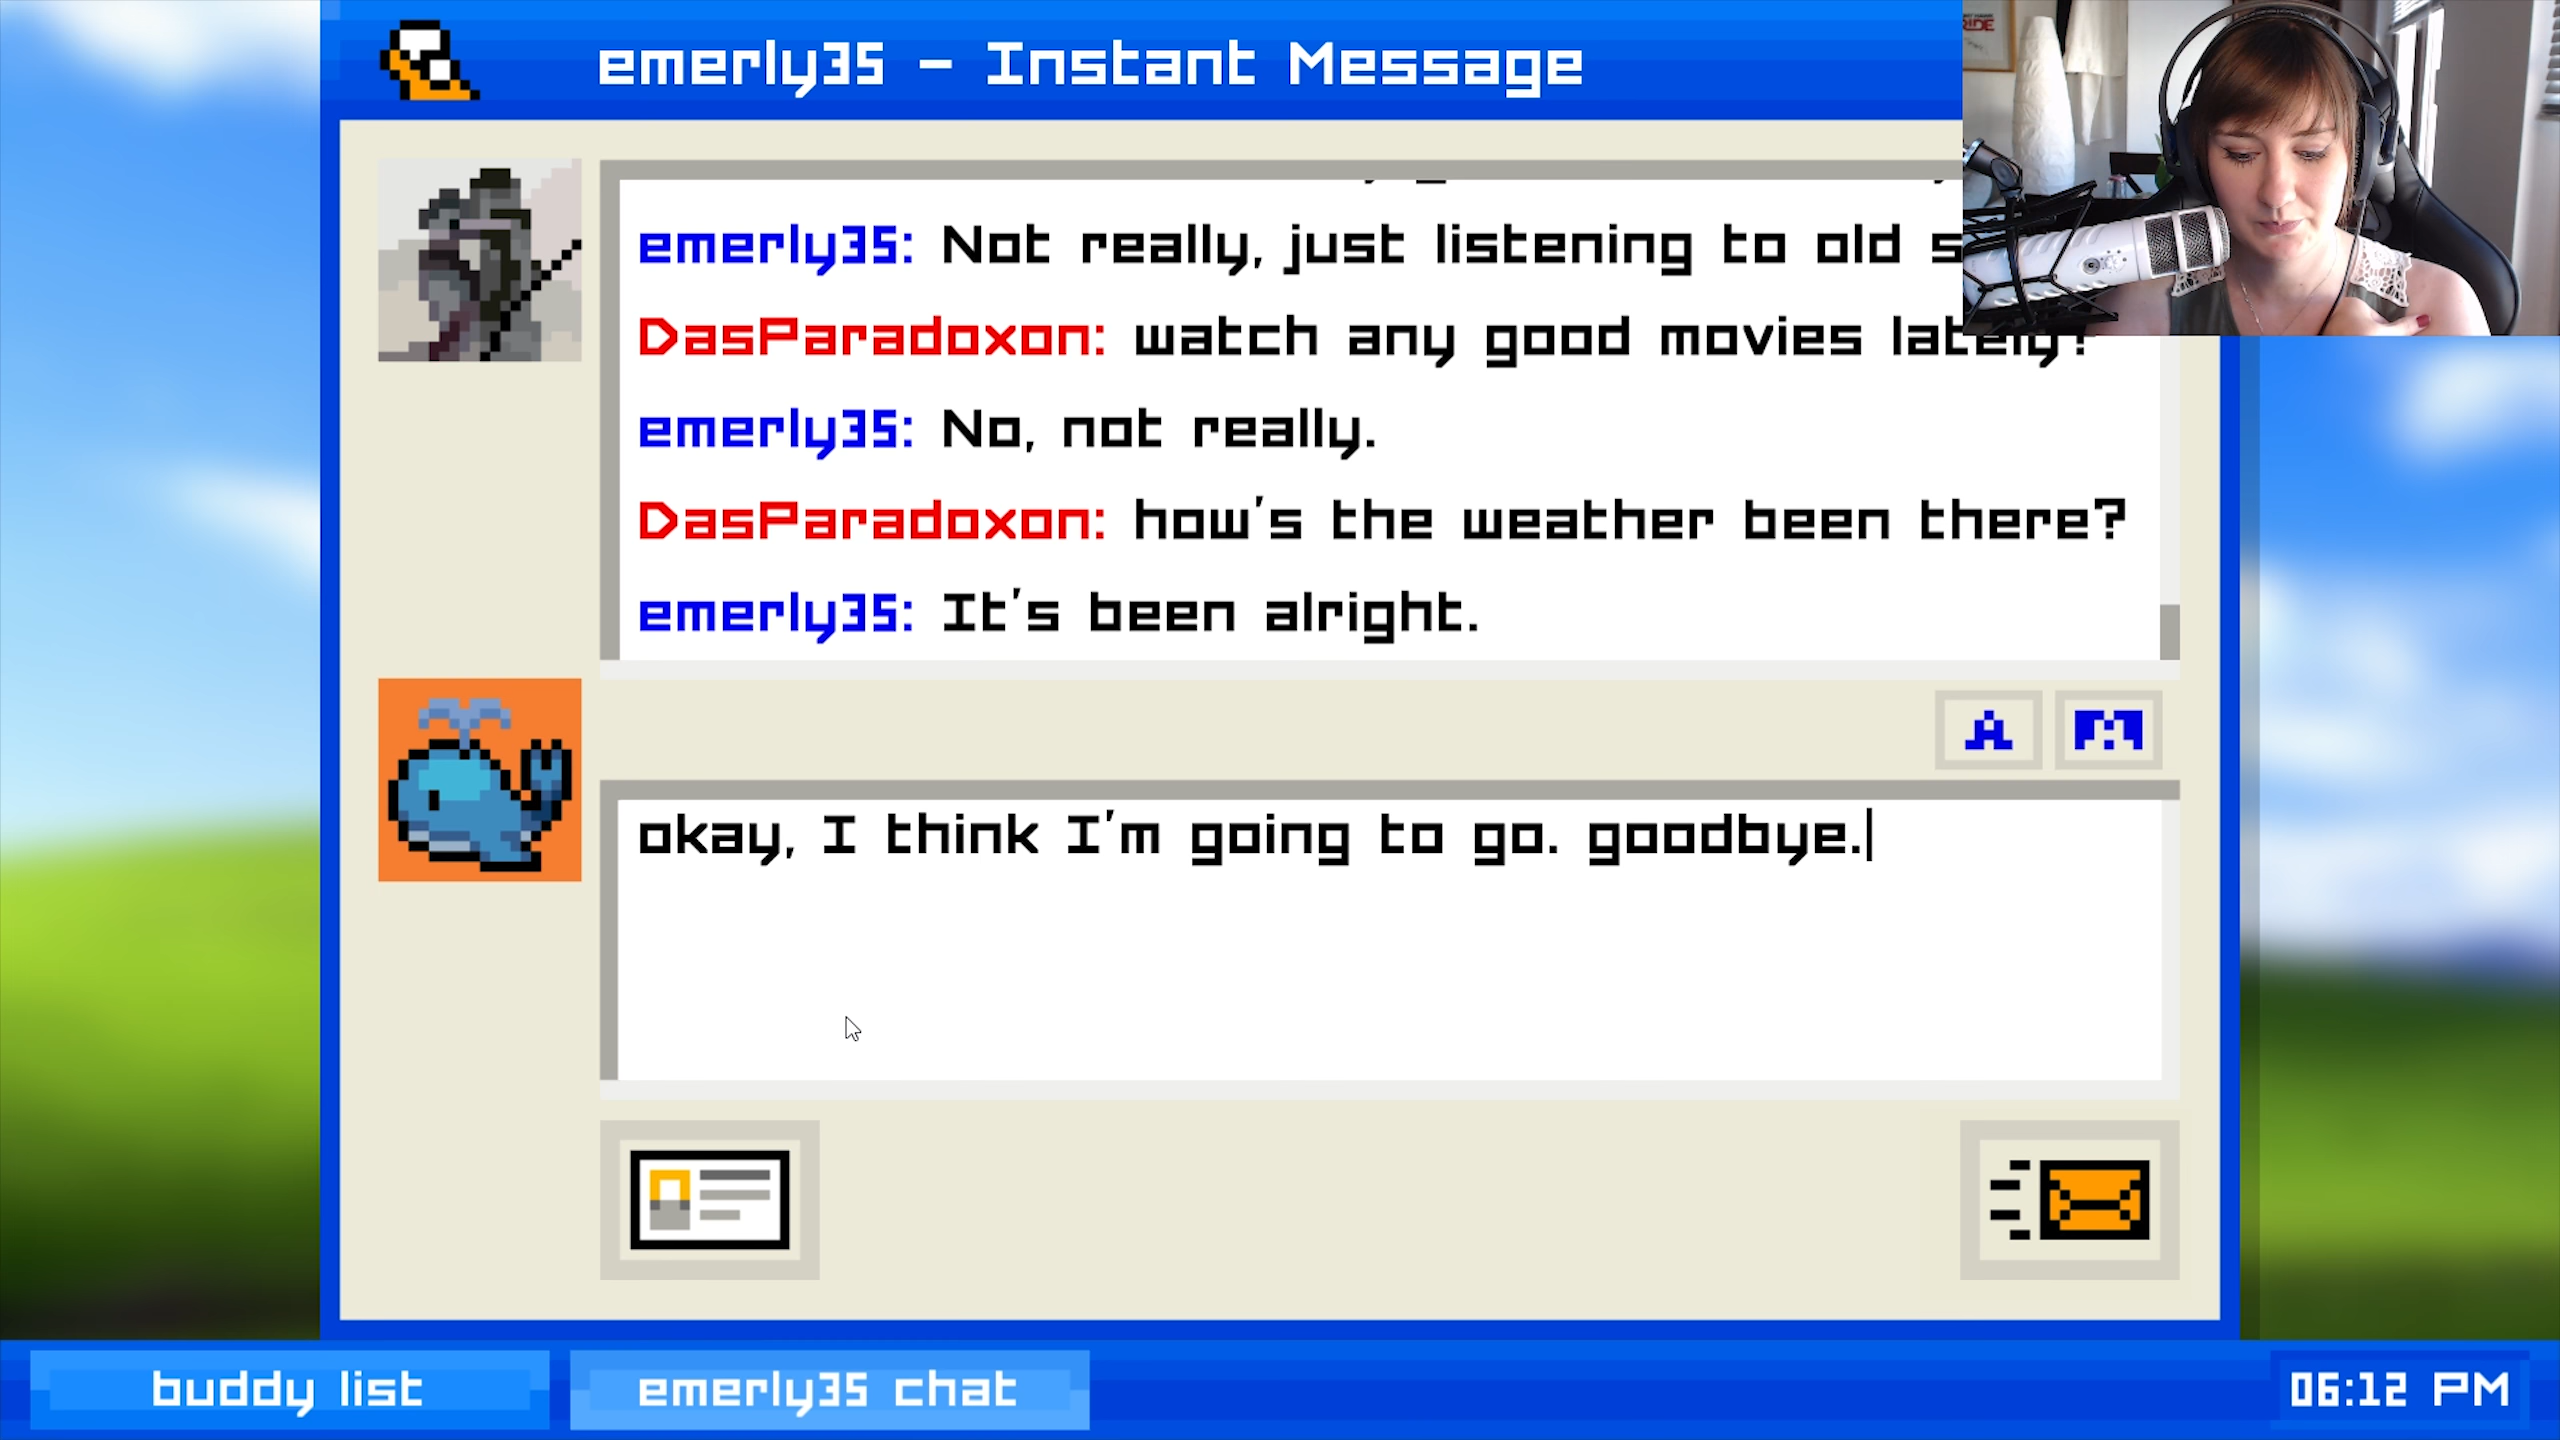 emerly35 - Instant Message
RIDE
emerly35: Not really, just listening to old
DasParadoxon: watch any good movies lately?
emerly35: No, not really.
DasParadoxon: how's the weather been there?
emerly35: It's been alright.
A
okay, I think I'm going to go. goodbye.
buddy list
emerly35 chat
06:12 PM